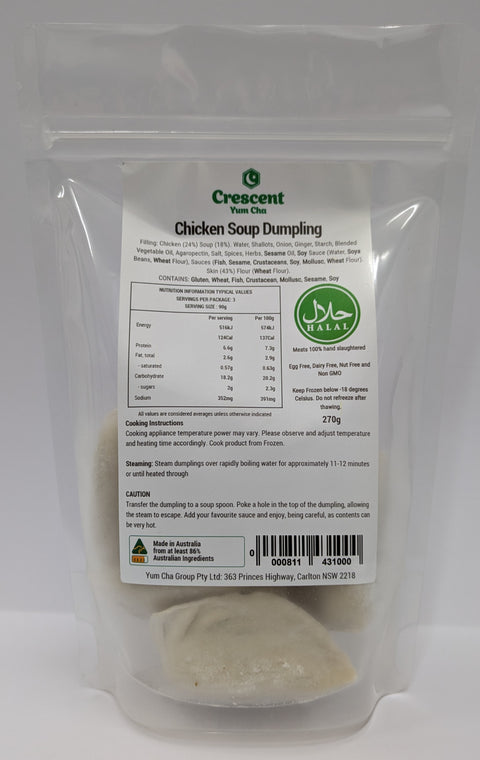 Crescent
Yum Cha
Chicken Soup Dumpling
Filling: Chicken (24%) Soup (18%), Water, Shallots, Onion, Ginger, Starch, Blended
Vegetable Oil, Agaropectin, Salt, Spices, Herbs, Sesame Oil, Soy Sauce (Water, Soya
Beans, Wheat Flour), Sauces (Fish, Sesame, Crustaceans, Soy, Mollusc, Wheat Flour).
Skin (43%) Flour (Wheat Flour).
CONTAINS: Gluten, Wheat, Fish, Crustacean, Mollusc, Sesame, Soy
NUTRITION INFORMATION TYPICAL VALUES
SERVINGS PER PACKAGE: 3
SERVING SIZE : 90g
Per serving Per 100g
Energy 516kJ 574kJ
124Cal 137Cal
Protein 6.6g 7.3g
Fat, total 2.6g 2.9g
- saturated 0.57g 0.63g
Carbohydrate 18.2g 20.2g
- sugars 2g 2.3g
Sodium 352mg 391mg
All values are considered averages unless otherwise indicated
حلال
HALAL
Meats 100% hand slaughtered
Egg Free, Dairy Free, Nut Free and
Non GMO
Keep Frozen below -18 degrees
Celsius. Do not refreeze after
thawing.
270g
Cooking Instructions
Cooking appliance temperature power may vary. Please observe and adjust temperature
and heating time accordingly. Cook product from Frozen.
Steaming: Steam dumplings over rapidly boiling water for approximately 11-12 minutes
or until heated through
CAUTION
Transfer the dumpling to a soup spoon. Poke a hole in the top of the dumpling, allowing
the steam to escape. Add your favourite sauce and enjoy, being careful, as contents can
be very hot.
Made in Australia
from at least 86%
Australian Ingredients
0 000811 431000
Yum Cha Group Pty Ltd: 363 Princes Highway, Carlton NSW 2218